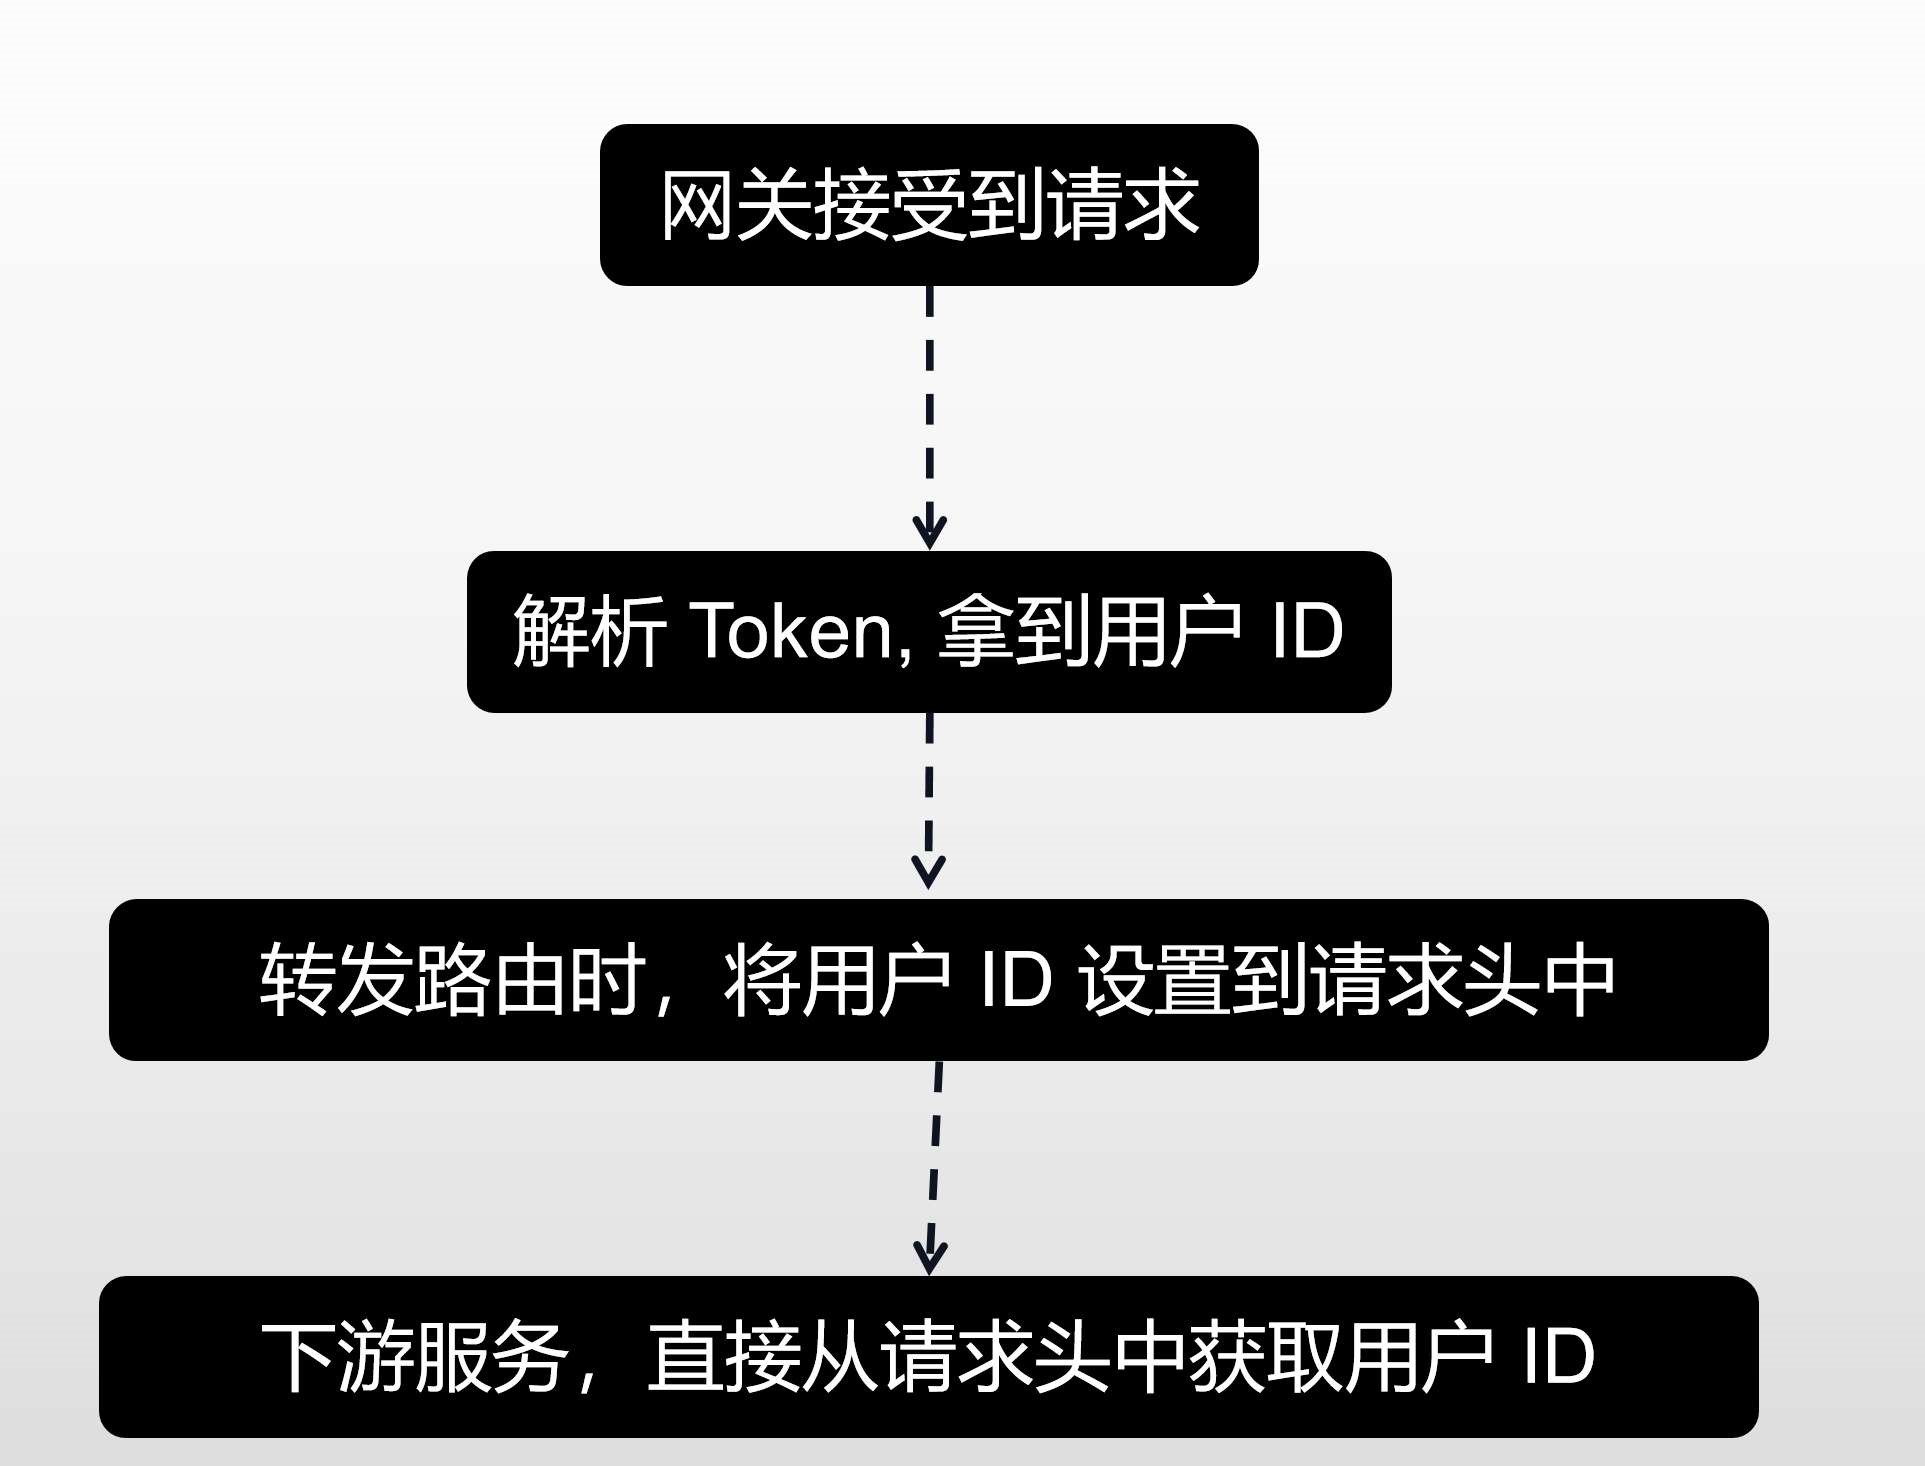 网关接受到请求
解析 Token, 拿到用户 ID
转发路由时，将用户 ID 设置到请求头中
下游服务，直接从请求头中获取用户 ID